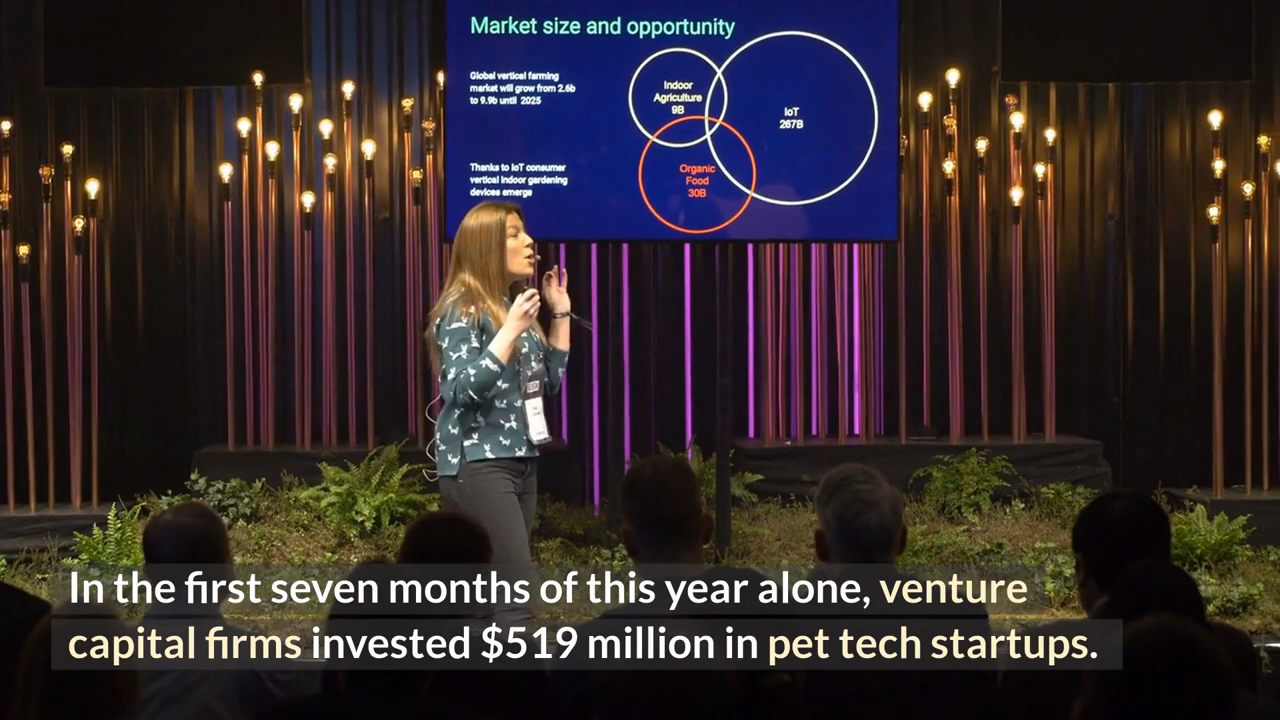 Market size and opportunity
Global vertical farming
market will grow from 2.6b
to 9.9b until 2025
Indoor
Agriculture
9B
IoT
267B
Thanks to IoT consumer
vertical indoor gardening
devices emerge
Organic
Food
30B
In the first seven months of this year alone, venture
capital firms invested $519 million in pet tech startups.